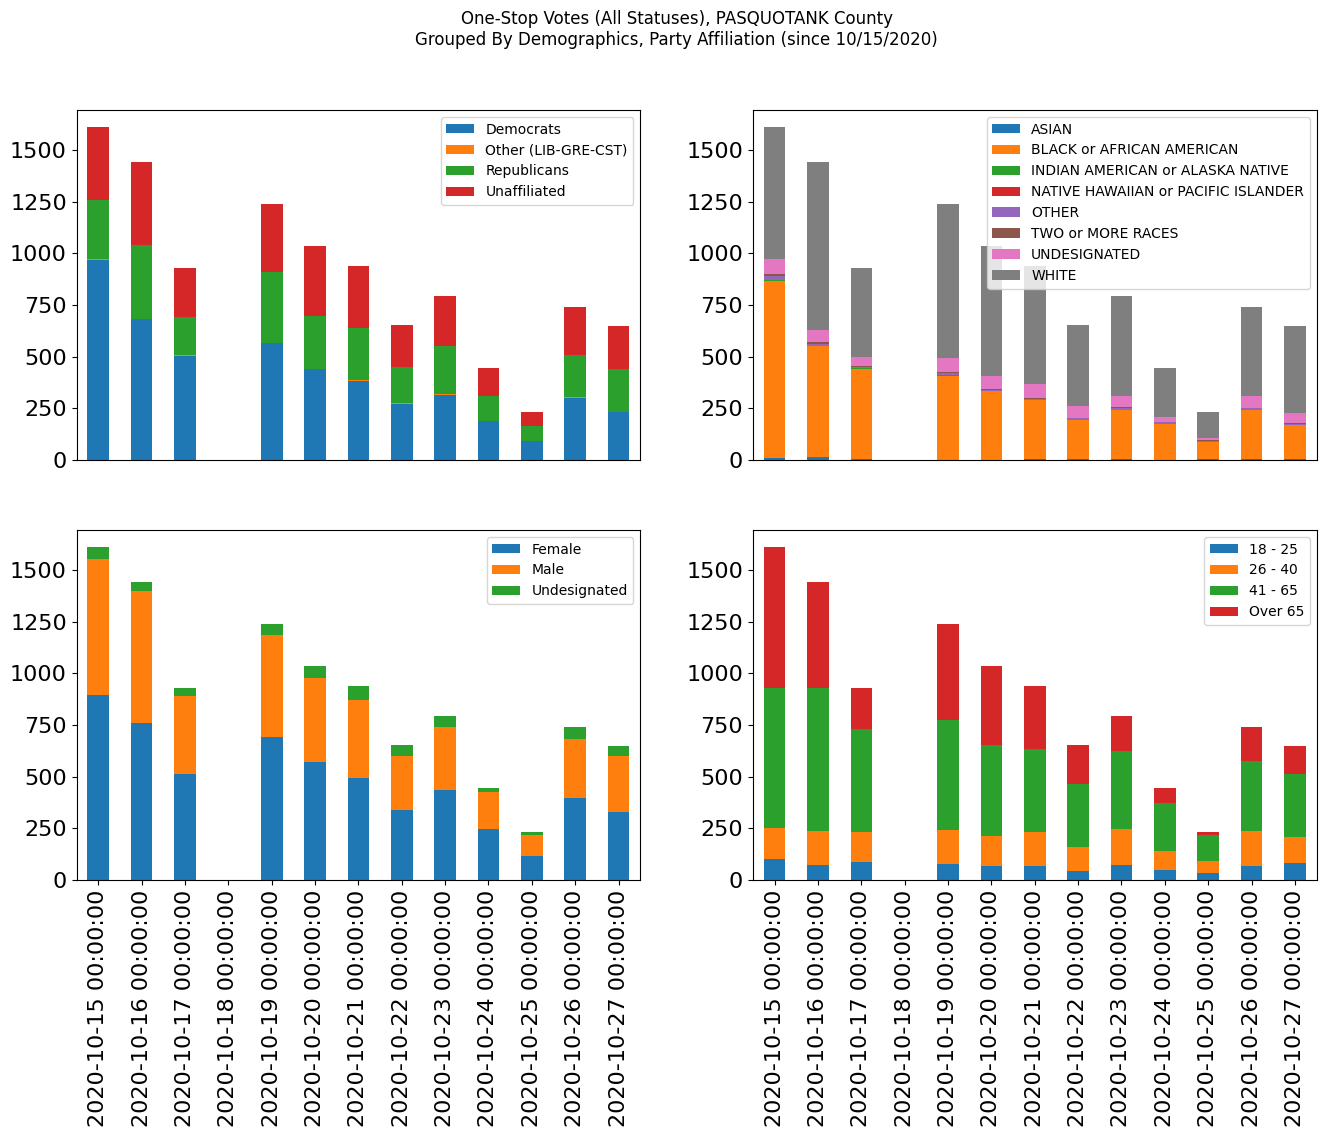 One-Stop Votes (All Statuses), PASQUOTANK County
Grouped By Demographics, Party Affiliation (since 10/15/2020)
1500
1250
1000
750
500
250
0
Democrats
Other (LIB-GRE-CST)
Republicans
Unaffiliated
1500
1250
1000
750
500
250
0
ASIAN
BLACK or AFRICAN AMERICAN
INDIAN AMERICAN or ALASKA NATIVE
NATIVE HAWAIIAN or PACIFIC ISLANDER
OTHER
TWO or MORE RACES
UNDESIGNATED
WHITE
1500
1250
1000
750
500
250
0
Female
Male
Undesignated
2020-10-15 00:00:00
2020-10-16 00:00:00
2020-10-17 00:00:00
2020-10-18 00:00:00
2020-10-19 00:00:00
2020-10-20 00:00:00
2020-10-21 00:00:00
2020-10-22 00:00:00
2020-10-23 00:00:00
2020-10-24 00:00:00
2020-10-25 00:00:00
2020-10-26 00:00:00
2020-10-27 00:00:00
1500
1250
1000
750
500
250
0
18 - 25
26 - 40
41 - 65
Over 65
2020-10-15 00:00:00
2020-10-16 00:00:00
2020-10-17 00:00:00
2020-10-18 00:00:00
2020-10-19 00:00:00
2020-10-20 00:00:00
2020-10-21 00:00:00
2020-10-22 00:00:00
2020-10-23 00:00:00
2020-10-24 00:00:00
2020-10-25 00:00:00
2020-10-26 00:00:00
2020-10-27 00:00:00